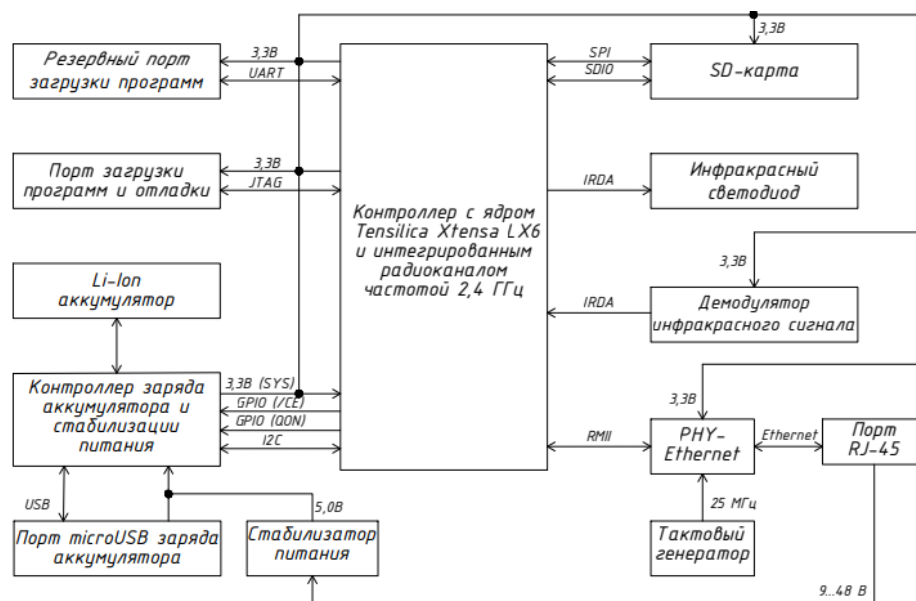 3,3В
Резервный порт
загрузки программ
3,3В
UART
SPI
SDIO
SD-карта
Порт загрузки
программ и отладки
3,3В
JTAG
Контроллер с ядром
Tensilica Xtensa LX6
и интегрированным
радиоканалом
частотой 2,4 ГГц
IRDA
Инфракрасный
светодиод
3,3В
Li-Ion
аккумулятор
IRDA
Демодулятор
инфракрасного сигнала
Контроллер заряда
аккумулятора и
стабилизации
питания
3,3В (SYS)
GPIO (/CE)
GPIO (QON)
I2C
3,3В
RMII
PHY-
Ethernet
Ethernet
Порт
RJ-45
USB
5,0В
25 МГц
Порт microUSB заряда
аккумулятора
Стабилизатор
питания
Тактовый
генератор
9...48 В